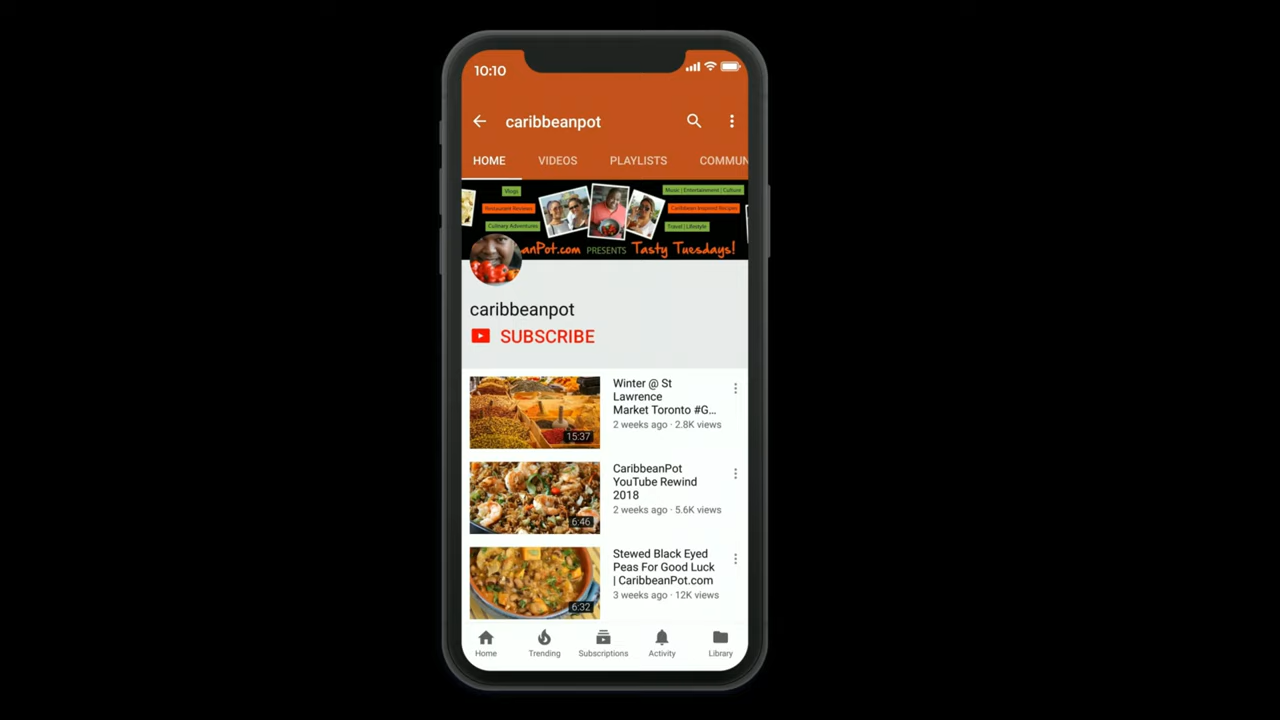 10:10
caribbeanpot
HOME VIDEOS PLAYLISTS COMMUN
Vlogs
Music | Entertainment | Culture
Restaurant Reviews
Caribbean Inspired Recipes
Culinary Adventures
Travel | Lifestyle
anPot.com PRESENTS Tasty Tuesdays!
caribbeanpot
SUBSCRIBE
Winter @ St
Lawrence
Market Toronto #G...
2 weeks ago · 2.8K views
15:37
CaribbeanPot
YouTube Rewind
2018
2 weeks ago · 5.6K views
6:46
Stewed Black Eyed
Peas For Good Luck
| CaribbeanPot.com
3 weeks ago · 12K views
6:32
Home Trending Subscriptions Activity Library